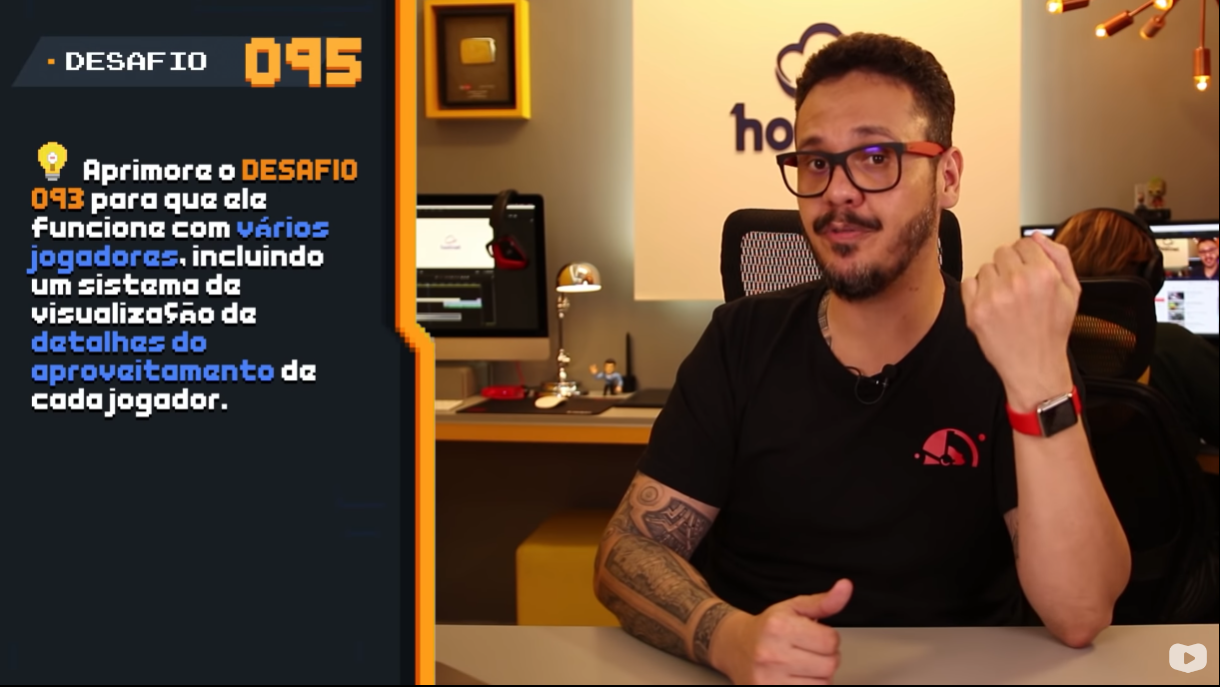 DESAFIO 095
Aprimore o DESAFIO
093 para que ele
funcione com vários
jogadores, incluindo
um sistema de
visualização de
detalhes do
aproveitamento de
cada jogador.
ho